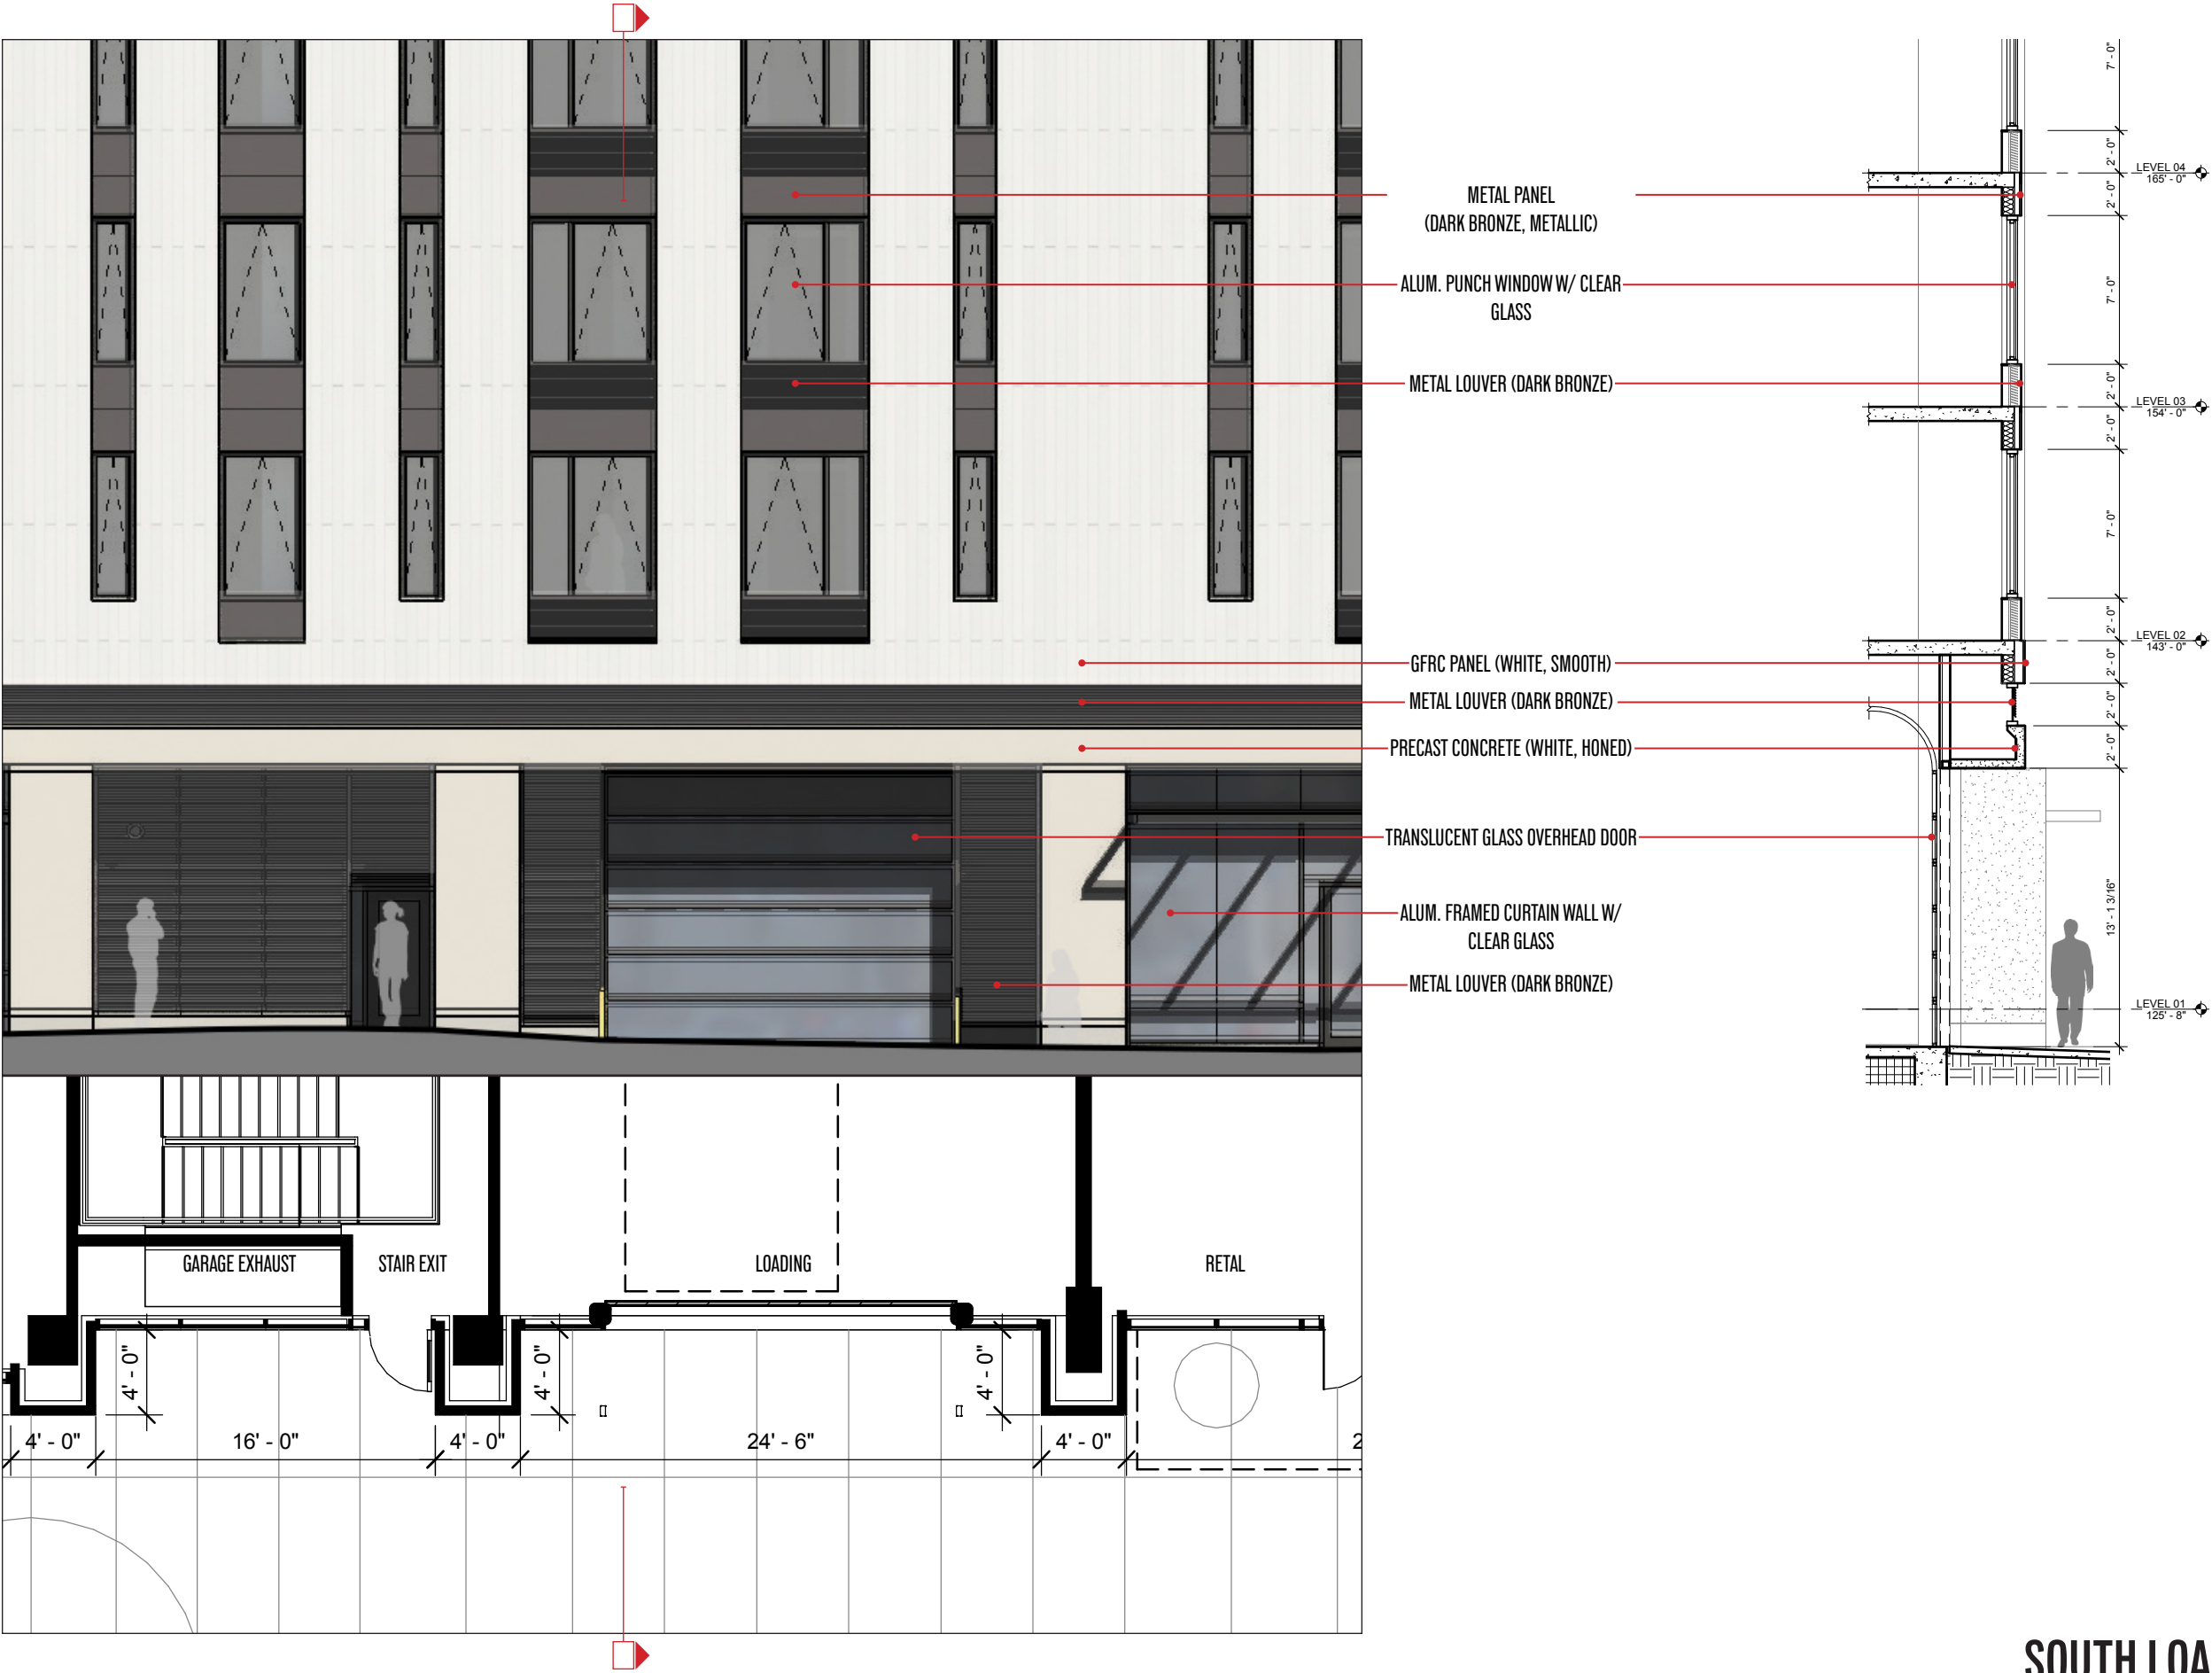 METAL PANEL
(DARK BRONZE, METALLIC)
ALUM. PUNCH WINDOW W/ CLEAR
GLASS
METAL LOUVER (DARK BRONZE)
GFRC PANEL (WHITE, SMOOTH)
METAL LOUVER (DARK BRONZE)
PRECAST CONCRETE (WHITE, HONED)
TRANSLUCENT GLASS OVERHEAD DOOR
ALUM. FRAMED CURTAIN WALL W/
CLEAR GLASS
METAL LOUVER (DARK BRONZE)
7' - 0"
2' - 0"
LEVEL 04
165' - 0"
2' - 0"
7' - 0"
2' - 0"
LEVEL 03
154' - 0"
2' - 0"
7' - 0"
2' - 0"
LEVEL 02
143' - 0"
2' - 0"
2' - 0"
2' - 0"
13' - 1 3/16"
LEVEL 01
125' - 8"
GARAGE EXHAUST
STAIR EXIT
LOADING
RETAL
4' - 0"
4' - 0"
4' - 0"
4' - 0"
16' - 0"
4' - 0"
24' - 6"
4' - 0"
2
SOUTH LOA